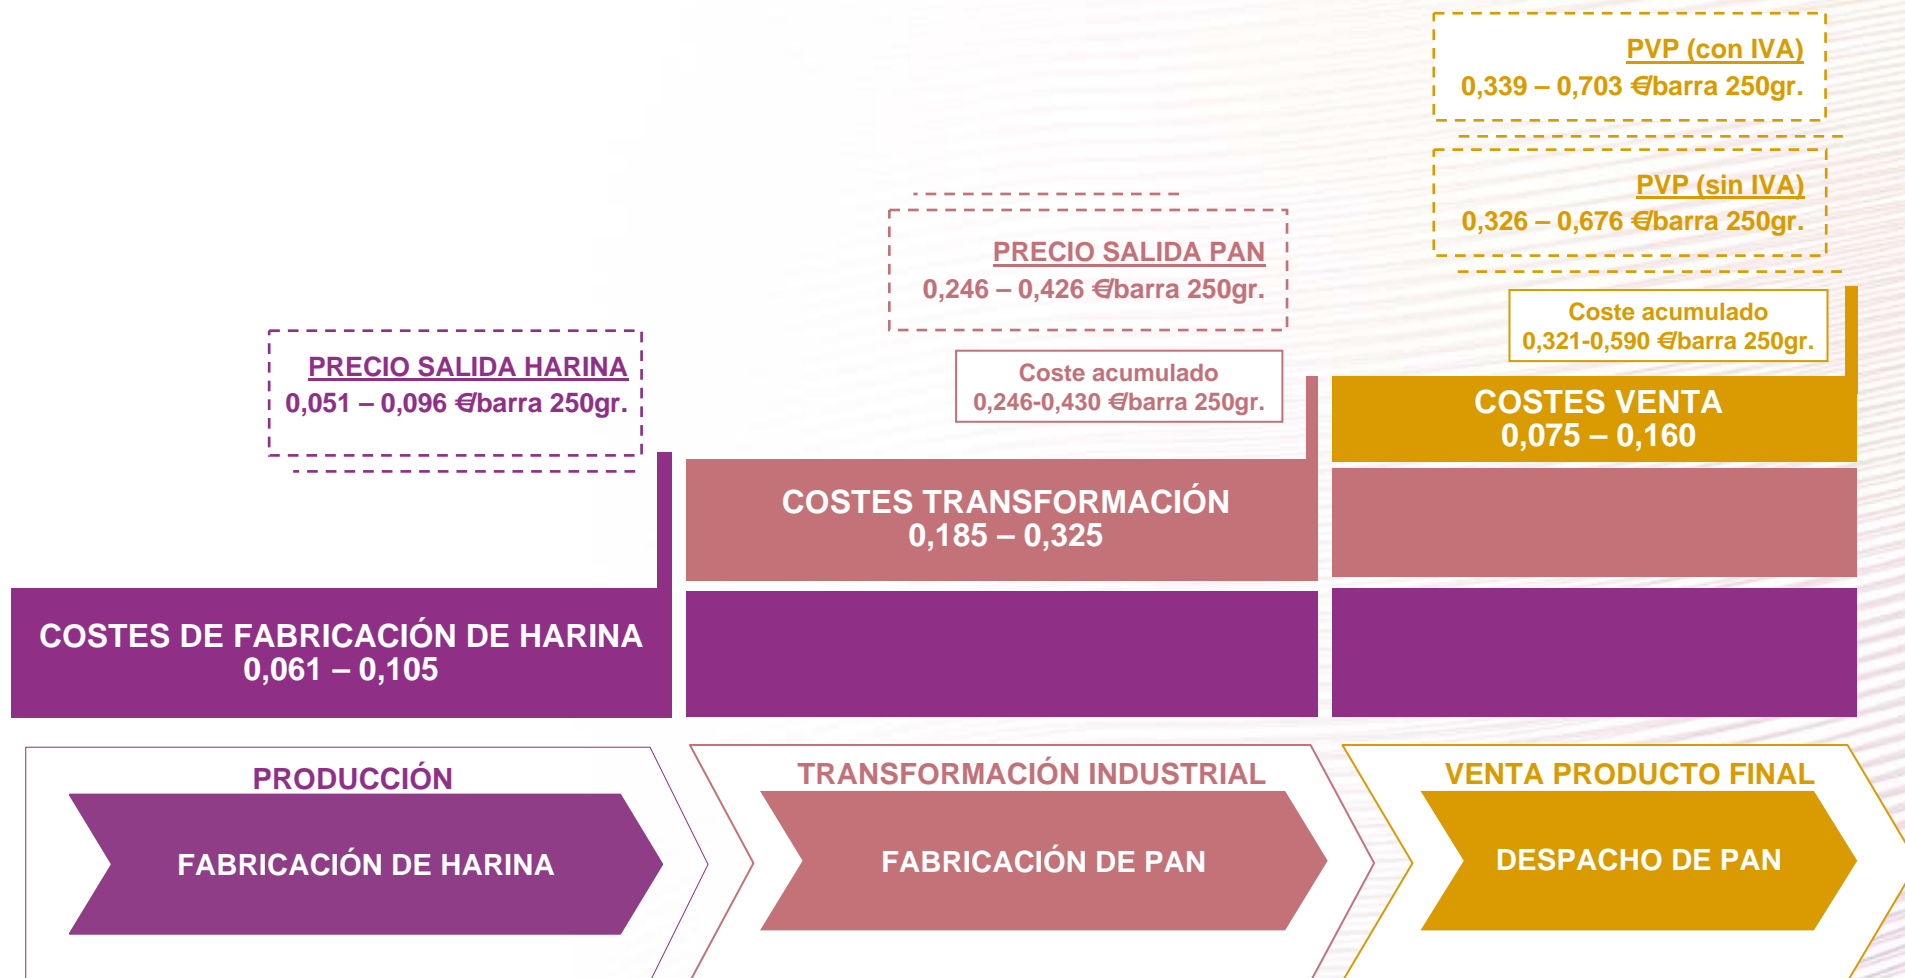 PVP (con IVA)
0,339 – 0,703 €/barra 250gr.
PVP (sin IVA)
0,326 – 0,676 €/barra 250gr.
PRECIO SALIDA PAN
0,246 – 0,426 €/barra 250gr.
Coste acumulado
0,321-0,590 €/barra 250gr.
PRECIO SALIDA HARINA
0,051 – 0,096 €/barra 250gr.
Coste acumulado
0,246-0,430 €/barra 250gr.
COSTES VENTA
0,075 – 0,160
COSTES TRANSFORMACIÓN
0,185 – 0,325
COSTES DE FABRICACIÓN DE HARINA
0,061 – 0,105
PRODUCCIÓN
FABRICACIÓN DE HARINA
TRANSFORMACIÓN INDUSTRIAL
FABRICACIÓN DE PAN
VENTA PRODUCTO FINAL
DESPACHO DE PAN